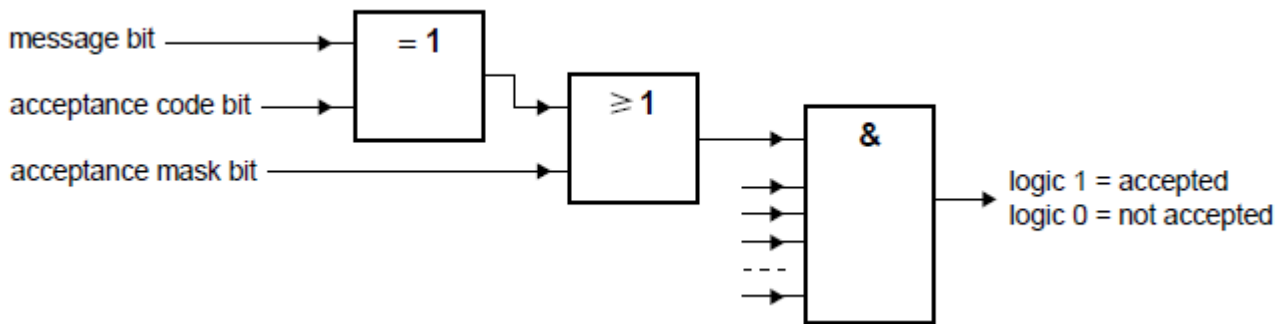 message bit
= 1
acceptance code bit
≥ 1
acceptance mask bit
&
logic 1 = accepted
logic 0 = not accepted